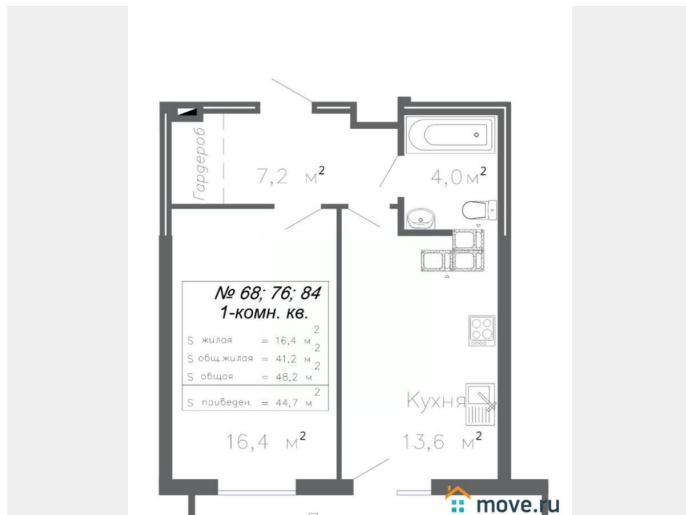 Гардероб
7,2 м²
4,0м²
№ 68; 76; 84
1-комн. кв.
S жилая = 16,4 м²
S общ.жилая = 41,2 м²
S общая = 48,2 м²
S приведен. = 44,7 м²
Кухня
16,4 м²
13,6 м²
move.ru